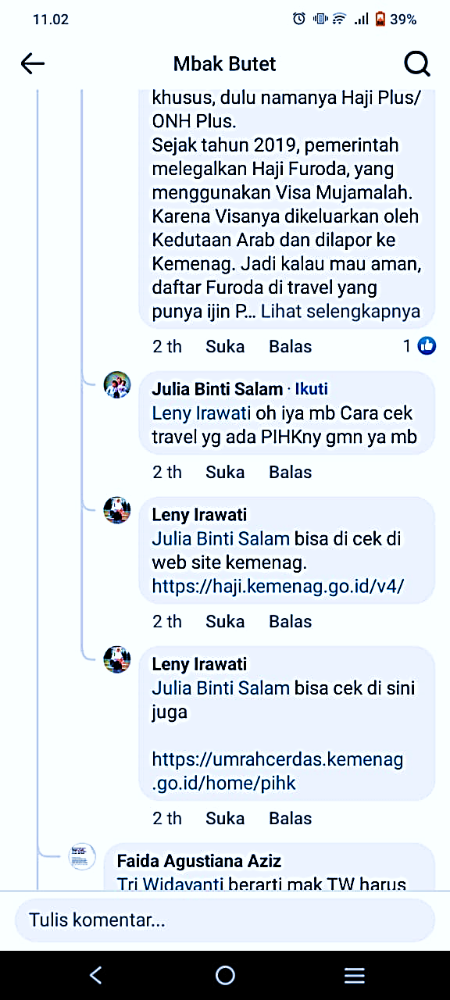 11.02
39%
Mbak Butet
khusus, dulu namanya Haji Plus/
ONH Plus.
Sejak tahun 2019, pemerintah
melegalkan Haji Furoda, yang
menggunakan Visa Mujamalah.
Karena Visanya dikeluarkan oleh
Kedutaan Arab dan dilapor ke
Kemenag. Jadi kalau mau aman,
daftar Furoda di travel yang
punya ijin P... Lihat selengkapnya
2 th Suka Balas 1
Julia Binti Salam · Ikuti
Leny Irawati oh iya mb Cara cek
travel yg ada PIHKny gmn ya mb
2 th Suka Balas
Leny Irawati
Julia Binti Salam bisa di cek di
web site kemenag.
https://haji.kemenag.go.id/v4/
2 th Suka Balas
Leny Irawati
Julia Binti Salam bisa cek di sini
juga
https://umrahcerdas.kemenag
.go.id/home/pihk
2 th Suka Balas
Faida Agustiana Aziz
Tri Widayanti berarti mak TW harus
Tulis komentar...